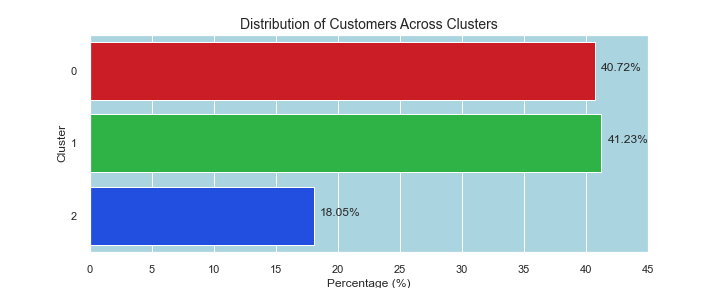 Distribution of Customers Across Clusters
0
40.72%
Cluster
1
41.23%
2
18.05%
0 5 10 15 20 25 30 35 40 45
Percentage (%)